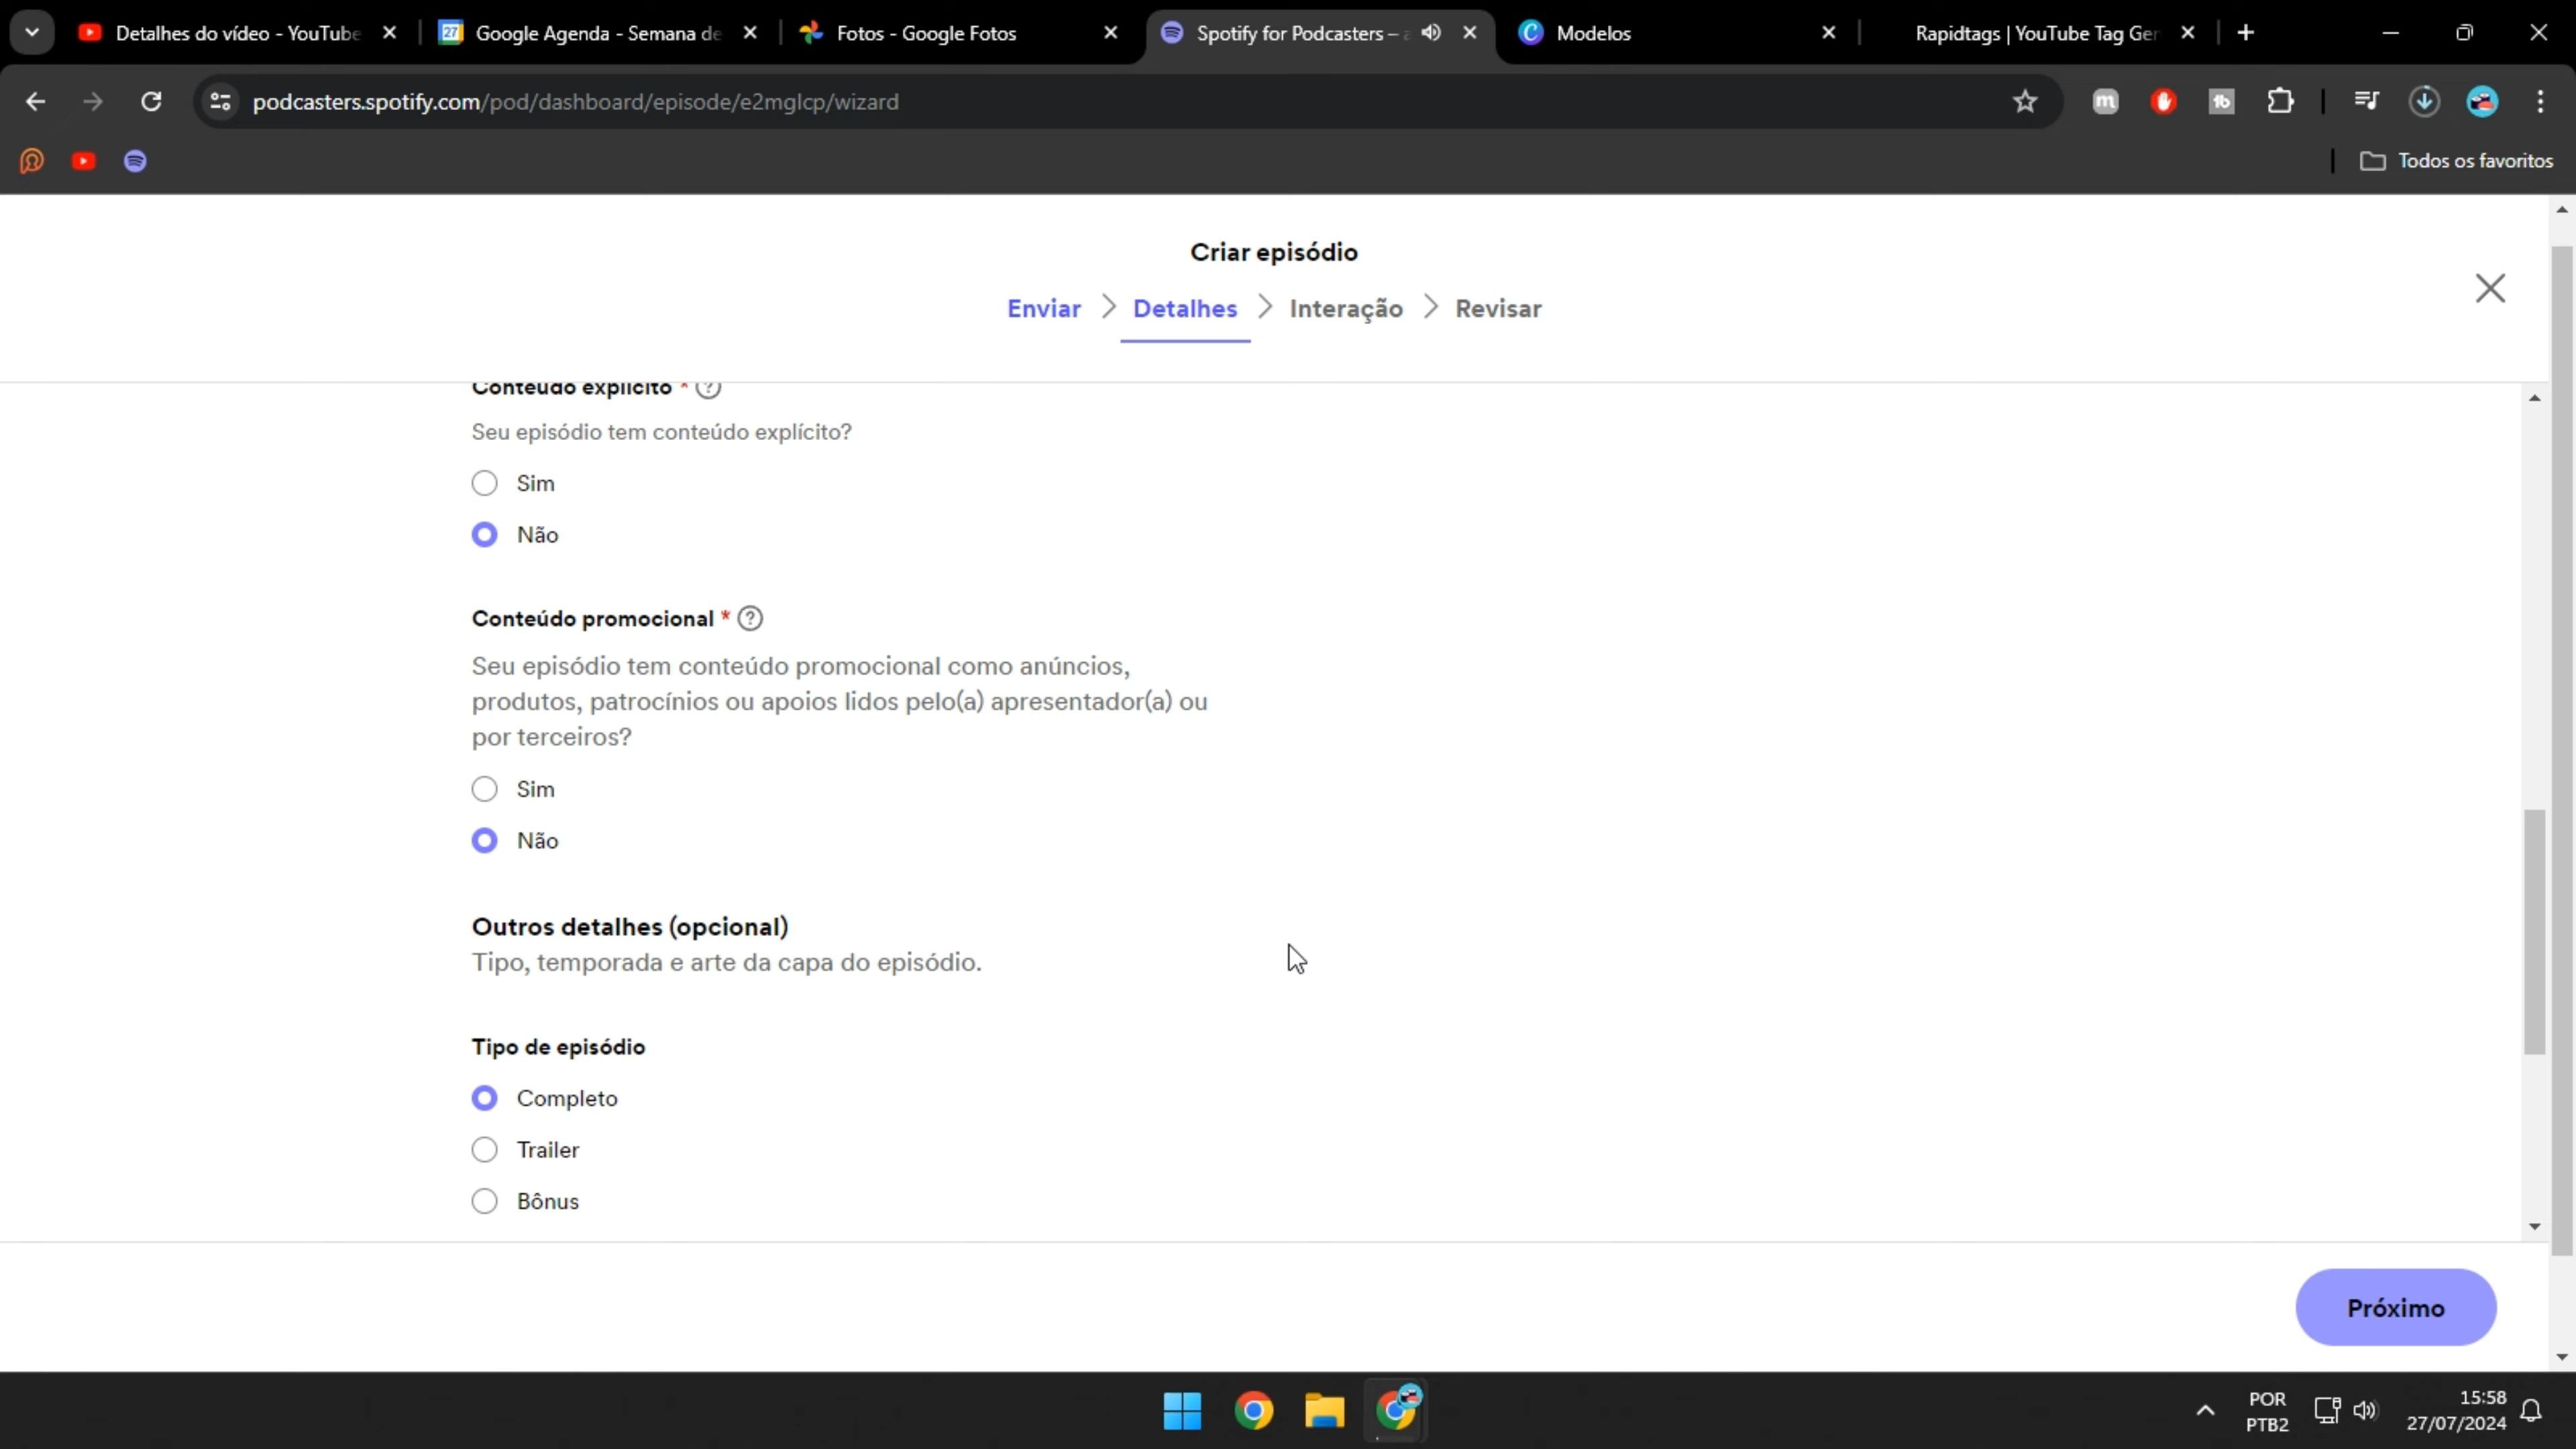 Detalhes do vídeo - YouTube
Google Agenda - Semana de
Fotos - Google Fotos
Spotify for Podcasters – a
Modelos
Rapidtags | YouTube Tag Ger
podcasters.spotify.com/pod/dashboard/episode/e2mglcp/wizard
Todos os favoritos
Criar episódio
Enviar
Detalhes
Interação
Revisar
Conteúdo explícito *
Seu episódio tem conteúdo explícito?
Sim
Não
Conteúdo promocional *
Seu episódio tem conteúdo promocional como anúncios,
produtos, patrocínios ou apoios lidos pelo(a) apresentador(a) ou
por terceiros?
Sim
Não
Outros detalhes (opcional)
Tipo, temporada e arte da capa do episódio.
Tipo de episódio
Completo
Trailer
Bônus
Próximo
POR
PTB2
15:58
27/07/2024